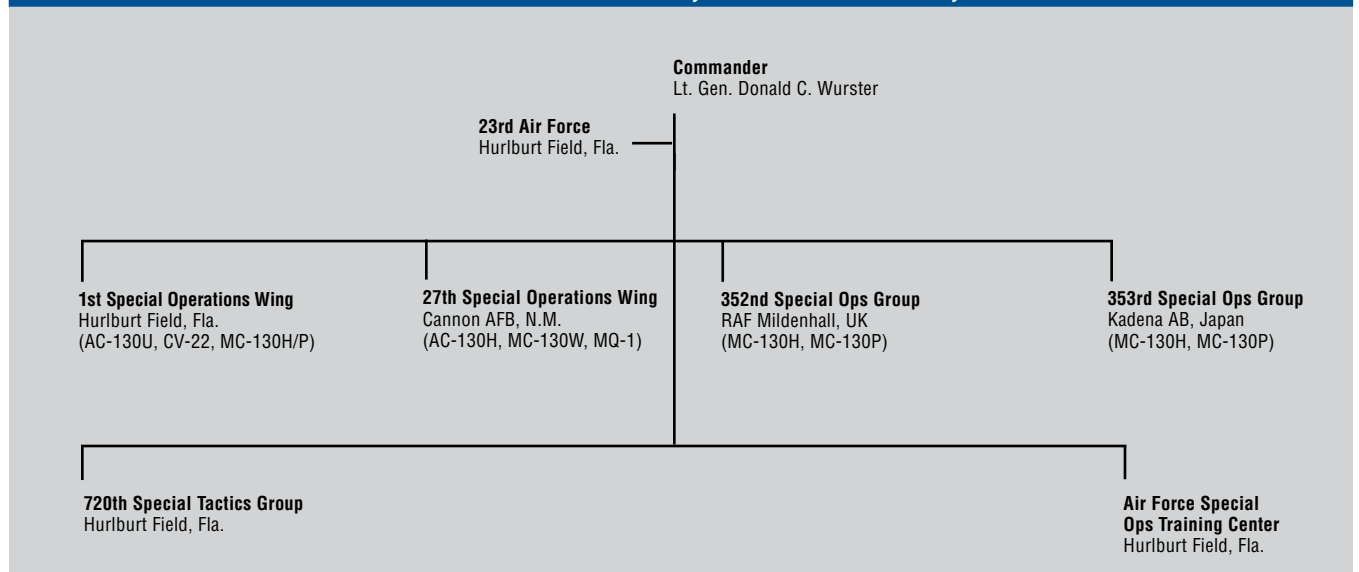 Commander
Lt. Gen. Donald C. Wurster
23rd Air Force
Hurlburt Field, Fla.
1st Special Operations Wing
Hurlburt Field, Fla.
(AC-130U, CV-22, MC-130H/P)
27th Special Operations Wing
Cannon AFB, N.M.
(AC-130H, MC-130W, MQ-1)
352nd Special Ops Group
RAF Mildenhall, UK
(MC-130H, MC-130P)
353rd Special Ops Group
Kadena AB, Japan
(MC-130H, MC-130P)
720th Special Tactics Group
Hurlburt Field, Fla.
Air Force Special
Ops Training Center
Hurlburt Field, Fla.